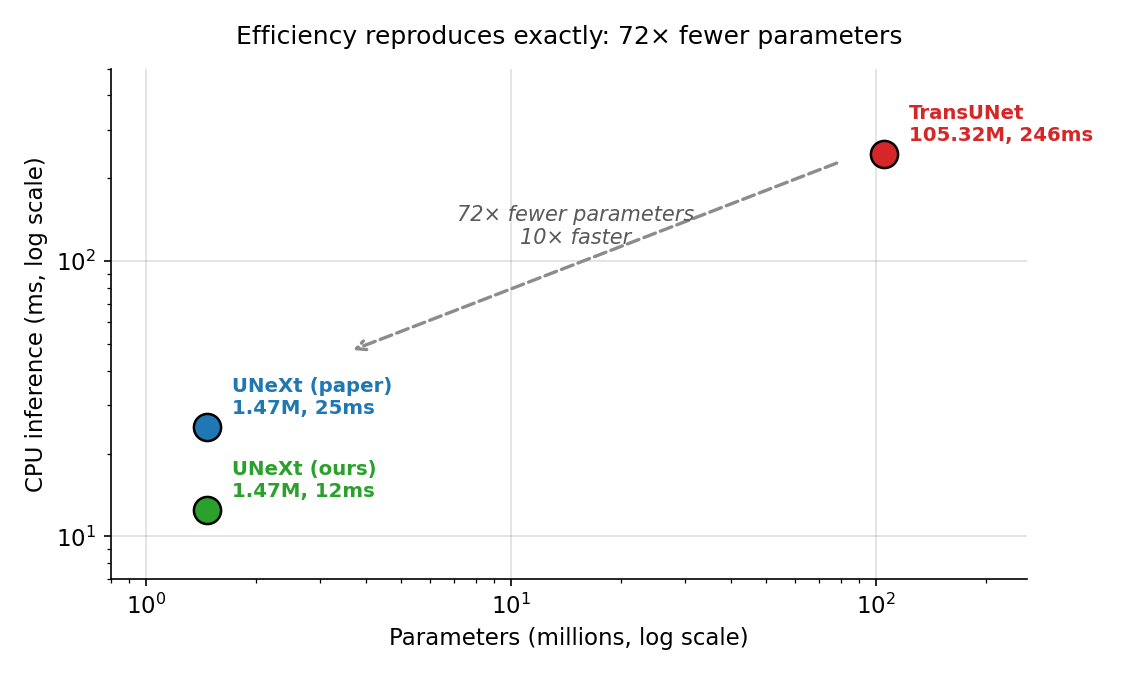 Efficiency reproduces exactly: 72× fewer parameters
TransUNet
105.32M, 246ms
72× fewer parameters
10× faster
UNeXt (paper)
1.47M, 25ms
UNeXt (ours)
1.47M, 12ms
CPU inference (ms, log scale)
10²
10¹
10⁰
10¹
10²
Parameters (millions, log scale)